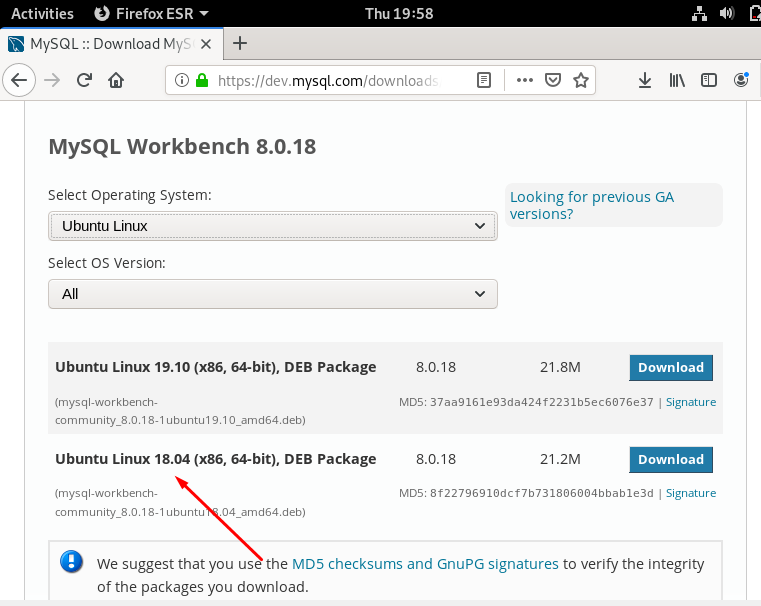 Activities Firefox ESR Thu 19:58
MySQL :: Download MyS
https://dev.mysql.com/downloads
MySQL Workbench 8.0.18
Select Operating System:
Looking for previous GA
versions?
Ubuntu Linux
Select OS Version:
All
Ubuntu Linux 19.10 (x86, 64-bit), DEB Package 8.0.18 21.8M Download
(mysql-workbench-
community_8.0.18-1ubuntu19.10_amd64.deb)
MD5: 37aa9161e93da424f2231b5ec6076e37 | Signature
Ubuntu Linux 18.04 (x86, 64-bit), DEB Package 8.0.18 21.2M Download
(mysql-workbench-
community_8.0.18-1ubuntu18.04_amd64.deb)
MD5: 8f22796910dcf7b731806004bbab1e3d | Signature
We suggest that you use the MD5 checksums and GnuPG signatures to verify the integrity
of the packages you download.